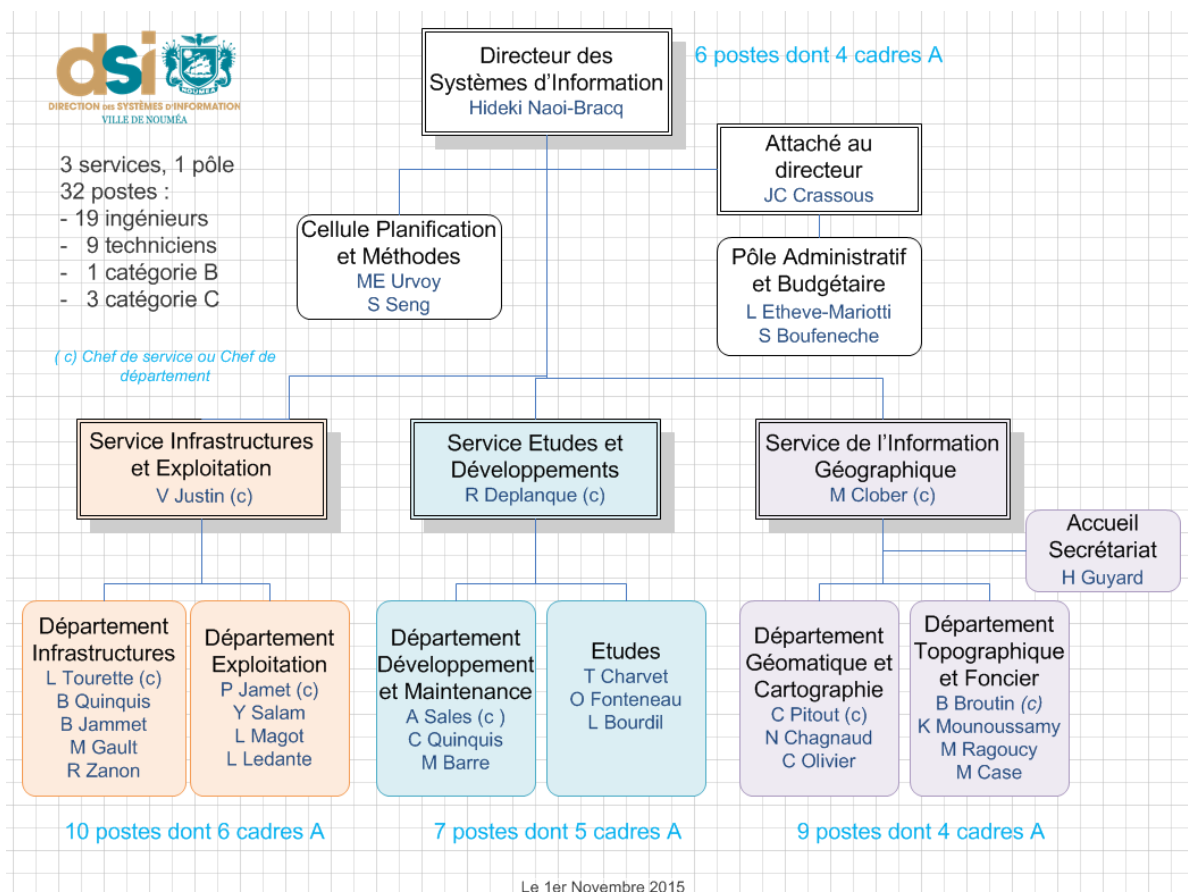 dsi
NOUMÉA
DIRECTION DES SYSTÈMES D'INFORMATION
VILLE DE NOUMÉA
3 services, 1 pôle
32 postes :
- 19 ingénieurs
- 9 techniciens
- 1 catégorie B
- 3 catégorie C
( c) Chef de service ou Chef de
département
Directeur des
Systèmes d'Information
Hideki Naoi-Bracq
6 postes dont 4 cadres A
Attaché au
directeur
JC Crassous
Cellule Planification
et Méthodes
ME Urvoy
S Seng
Pôle Administratif
et Budgétaire
L Etheve-Mariotti
S Boufeneche
Service Infrastructures
et Exploitation
V Justin (c)
Service Etudes et
Développements
R Deplanque (c)
Service de l'Information
Géographique
M Clober (c)
Accueil
Secrétariat
H Guyard
Département
Infrastructures
L Tourette (c)
B Quinquis
B Jammet
M Gault
R Zanon
Département
Exploitation
P Jamet (c)
Y Salam
L Magot
L Ledante
Département
Développement
et Maintenance
A Sales (c )
C Quinquis
M Barre
Etudes
T Charvet
O Fonteneau
L Bourdil
Département
Géomatique et
Cartographie
C Pitout (c)
N Chagnaud
C Olivier
Département
Topographique
et Foncier
B Broutin (c)
K Mounoussamy
M Ragoucy
M Case
10 postes dont 6 cadres A
7 postes dont 5 cadres A
9 postes dont 4 cadres A
Le 1er Novembre 2015